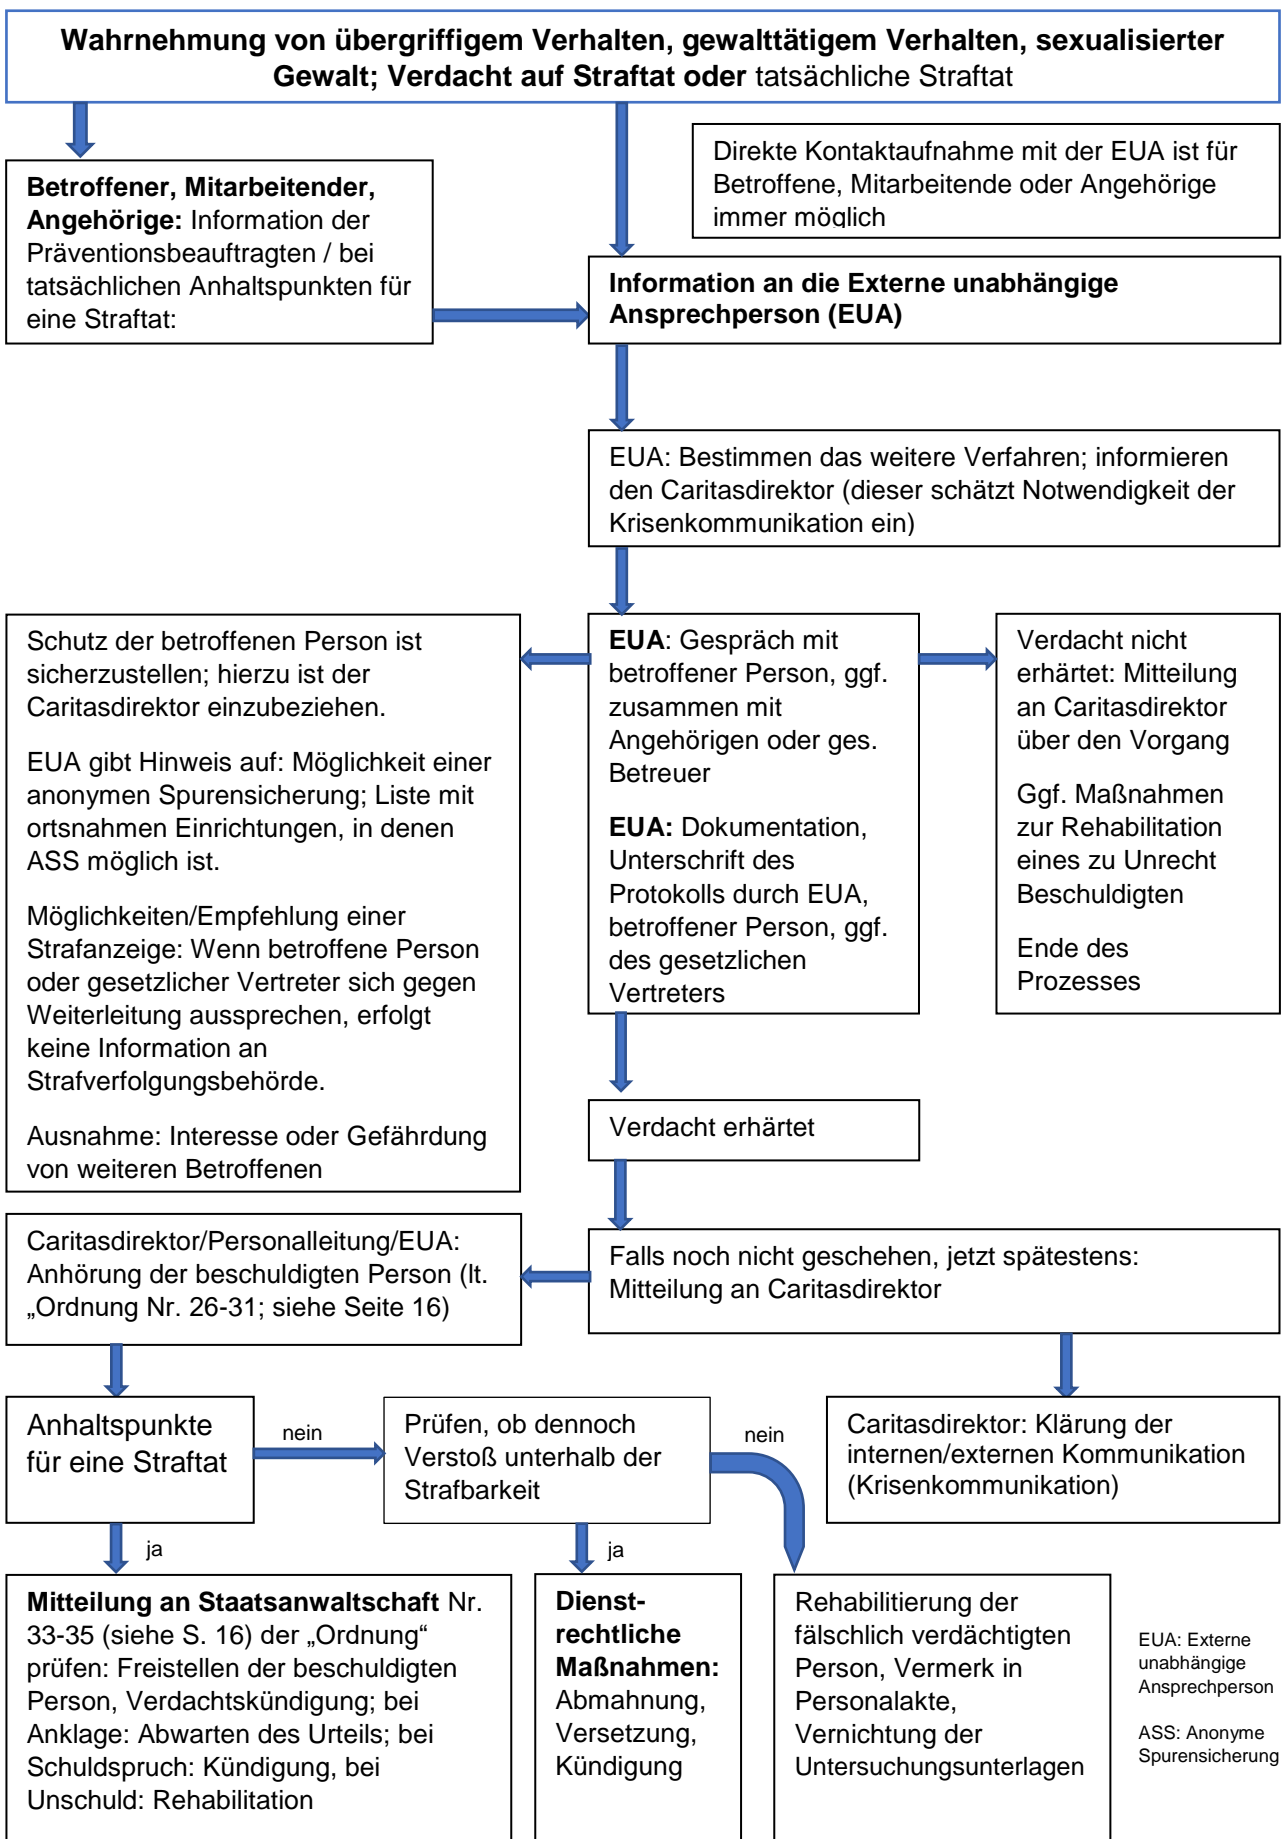 Wahrnehmung von übergriffigem Verhalten, gewalttätigem Verhalten, sexualisierter
Gewalt; Verdacht auf Straftat oder tatsächliche Straftat
Direkte Kontaktaufnahme mit der EUA ist für
Betroffene, Mitarbeitende oder Angehörige
immer möglich
Betroffener, Mitarbeitender,
Angehörige: Information der
Präventionsbeauftragten / bei
tatsächlichen Anhaltspunkten für
eine Straftat:
Information an die Externe unabhängige
Ansprechperson (EUA)
EUA: Bestimmen das weitere Verfahren; informieren
den Caritasdirektor (dieser schätzt Notwendigkeit der
Krisenkommunikation ein)
Schutz der betroffenen Person ist
sicherzustellen; hierzu ist der
Caritasdirektor einzubeziehen.
EUA gibt Hinweis auf: Möglichkeit einer
anonymen Spurensicherung; Liste mit
ortsnahmen Einrichtungen, in denen
ASS möglich ist.
Möglichkeiten/Empfehlung einer
Strafanzeige: Wenn betroffene Person
oder gesetzlicher Vertreter sich gegen
Weiterleitung aussprechen, erfolgt
keine Information an
Strafverfolgungsbehörde.
Ausnahme: Interesse oder Gefährdung
von weiteren Betroffenen
EUA: Gespräch mit
betroffener Person, ggf.
zusammen mit
Angehörigen oder ges.
Betreuer
EUA: Dokumentation,
Unterschrift des
Protokolls durch EUA,
betroffener Person, ggf.
des gesetzlichen
Vertreters
Verdacht nicht
erhärtet: Mitteilung
an Caritasdirektor
über den Vorgang
Ggf. Maßnahmen
zur Rehabilitation
eines zu Unrecht
Beschuldigten
Ende des
Prozesses
Verdacht erhärtet
Caritasdirektor/Personalleitung/EUA:
Anhörung der beschuldigten Person (lt.
„Ordnung Nr. 26-31; siehe Seite 16)
Falls noch nicht geschehen, jetzt spätestens:
Mitteilung an Caritasdirektor
Anhaltspunkte
für eine Straftat
nein
Prüfen, ob dennoch
Verstoß unterhalb der
Strafbarkeit
nein
Caritasdirektor: Klärung der
internen/externen Kommunikation
(Krisenkommunikation)
ja
ja
Mitteilung an Staatsanwaltschaft Nr.
33-35 (siehe S. 16) der „Ordnung“
prüfen: Freistellen der beschuldigten
Person, Verdachtskündigung; bei
Anklage: Abwarten des Urteils; bei
Schuldspruch: Kündigung, bei
Unschuld: Rehabilitation
Dienst-
rechtliche
Maßnahmen:
Abmahnung,
Versetzung,
Kündigung
Rehabilitierung der
fälschlich verdächtigten
Person, Vermerk in
Personalakte,
Vernichtung der
Untersuchungsunterlagen
EUA: Externe
unabhängige
Ansprechperson
ASS: Anonyme
Spurensicherung